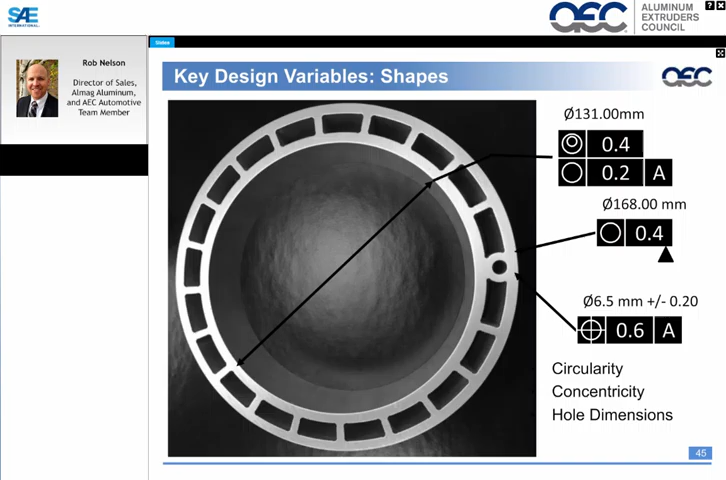 SAE
INTERNATIONAL
AEC
ALUMINUM
EXTRUDERS
COUNCIL
Rob Nelson
Director of Sales,
Almag Aluminum,
and AEC Automotive
Team Member
Slides
Key Design Variables: Shapes
AEC
Ø131.00mm
0.4
0.2 A
Ø168.00 mm
0.4
Ø6.5 mm +/- 0.20
0.6 A
Circularity
Concentricity
Hole Dimensions
45